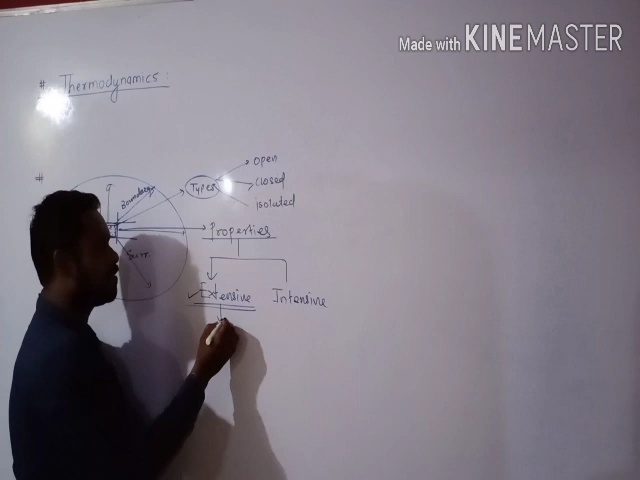 Made with KINEMASTER
# Thermodynamics:
#
Boundary
Types
Open
Closed
Isolated
Properties
Surr.
Extensive
Intensive